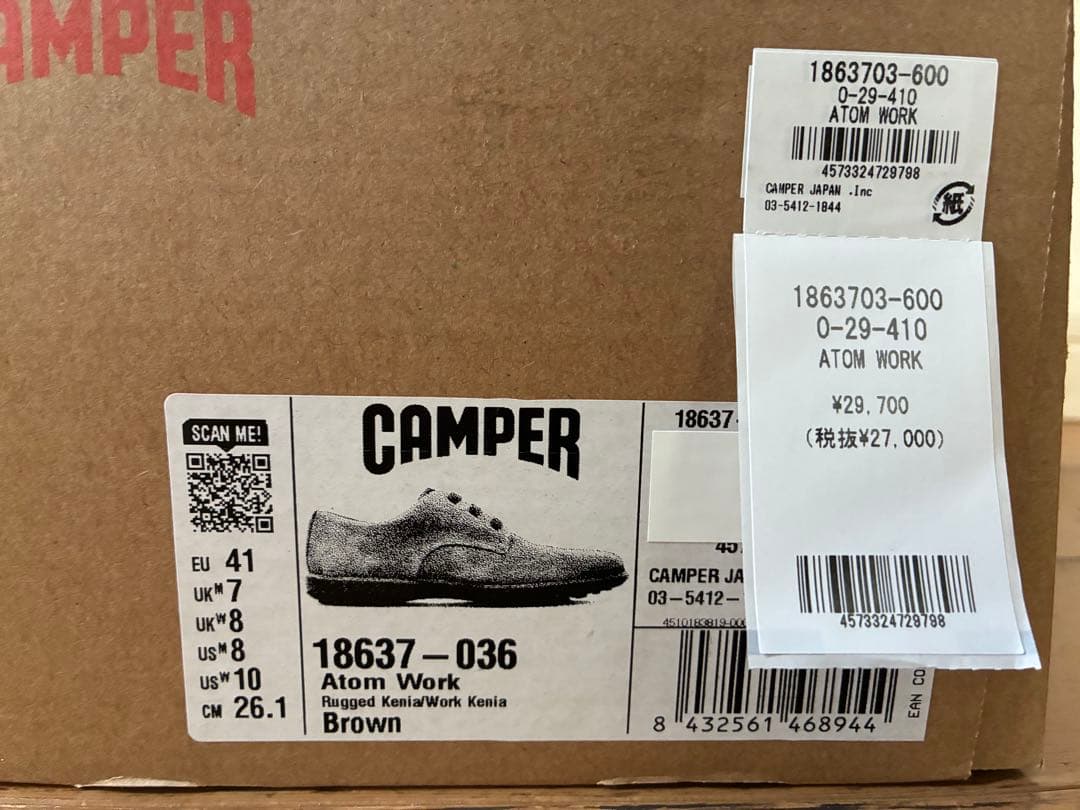 CAMPER
1863703-600
0-29-410
ATOM WORK
4573324729798
CAMPER JAPAN .Inc
03-5412-1844
紙
1863703-600
0-29-410
ATOM WORK
¥29,700
(税抜¥27,000)
4573324729798
SCAN ME!
EU 41
UKM 7
UKW 8
USM 8
USW 10
CM 26.1
CAMPER
18637-036
Atom Work
Rugged Kenia/Work Kenia
Brown
18637-
CAMPER JA
03-5412-
4510183819-00
8 432561 468944
EAN CO